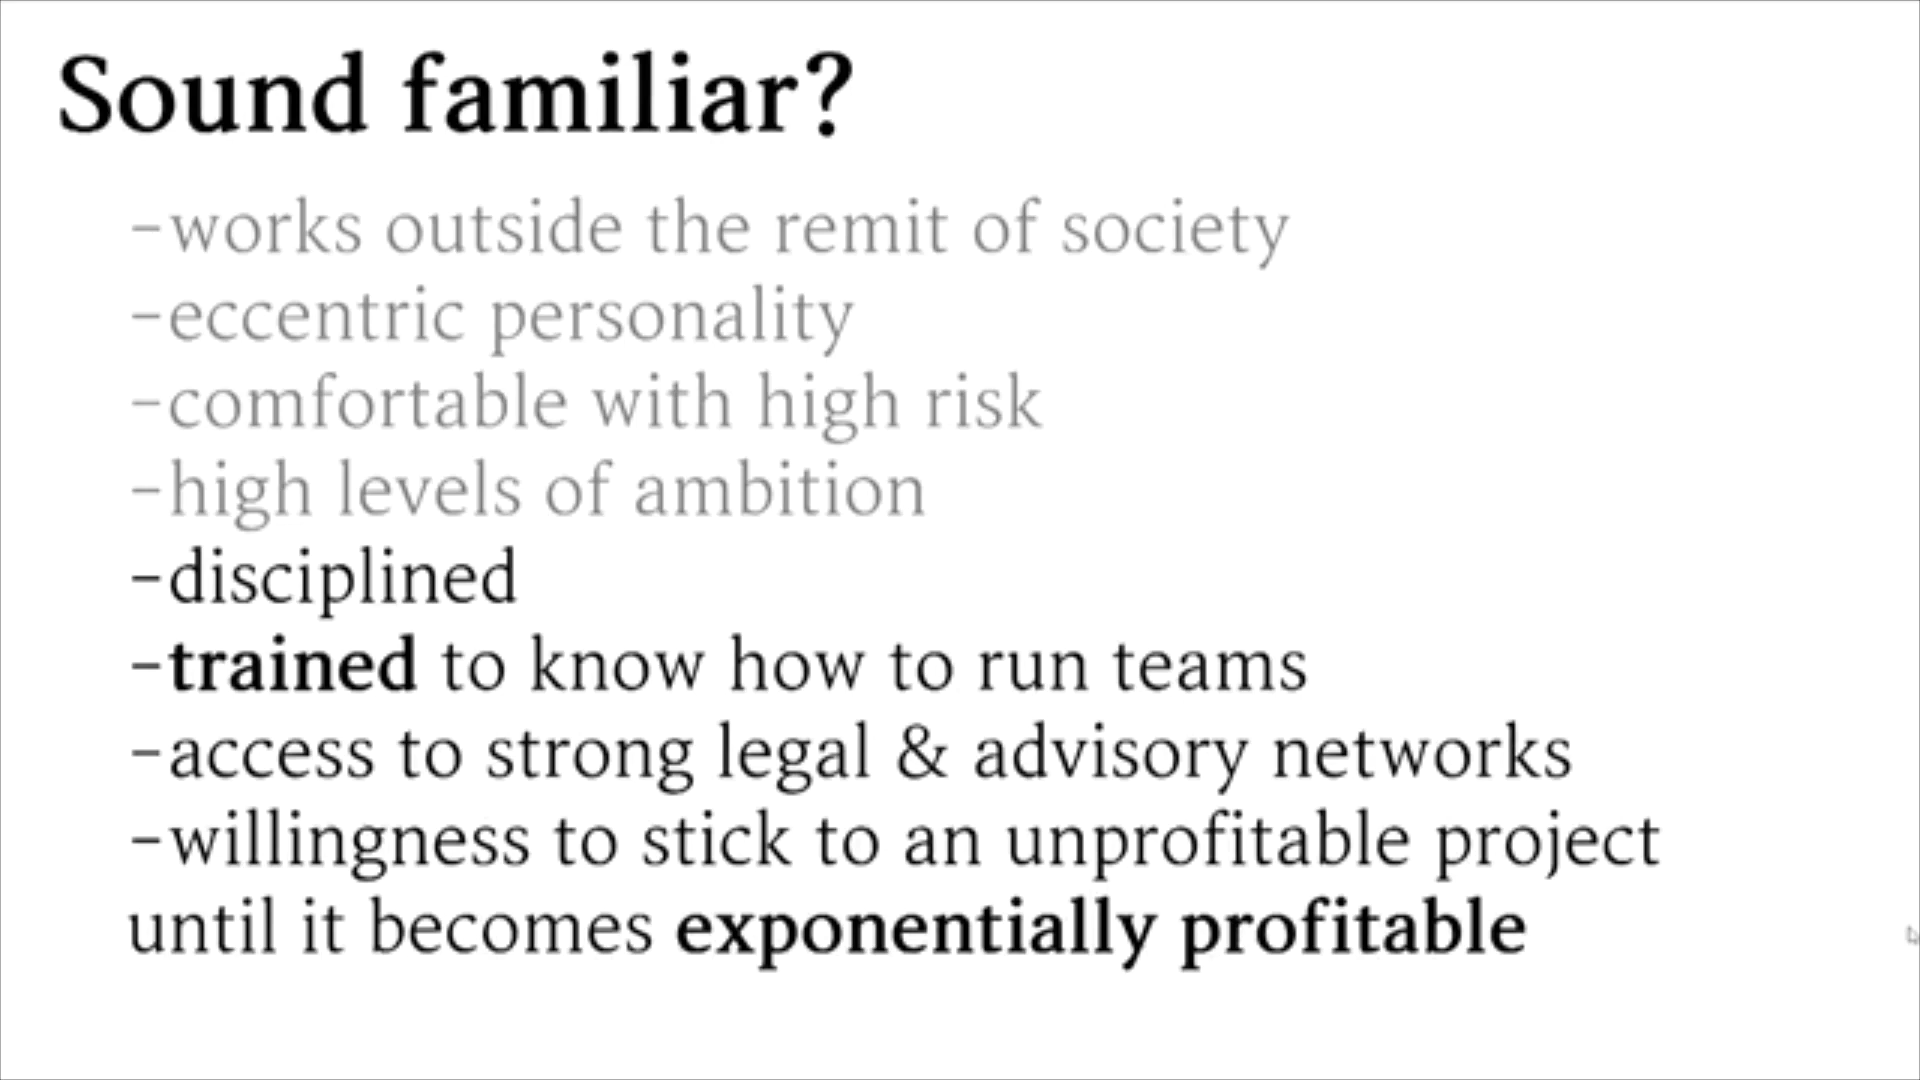 Sound familiar?
–works outside the remit of society
–eccentric personality
–comfortable with high risk
–high levels of ambition
–disciplined
–trained to know how to run teams
–access to strong legal & advisory networks
–willingness to stick to an unprofitable project
until it becomes exponentially profitable